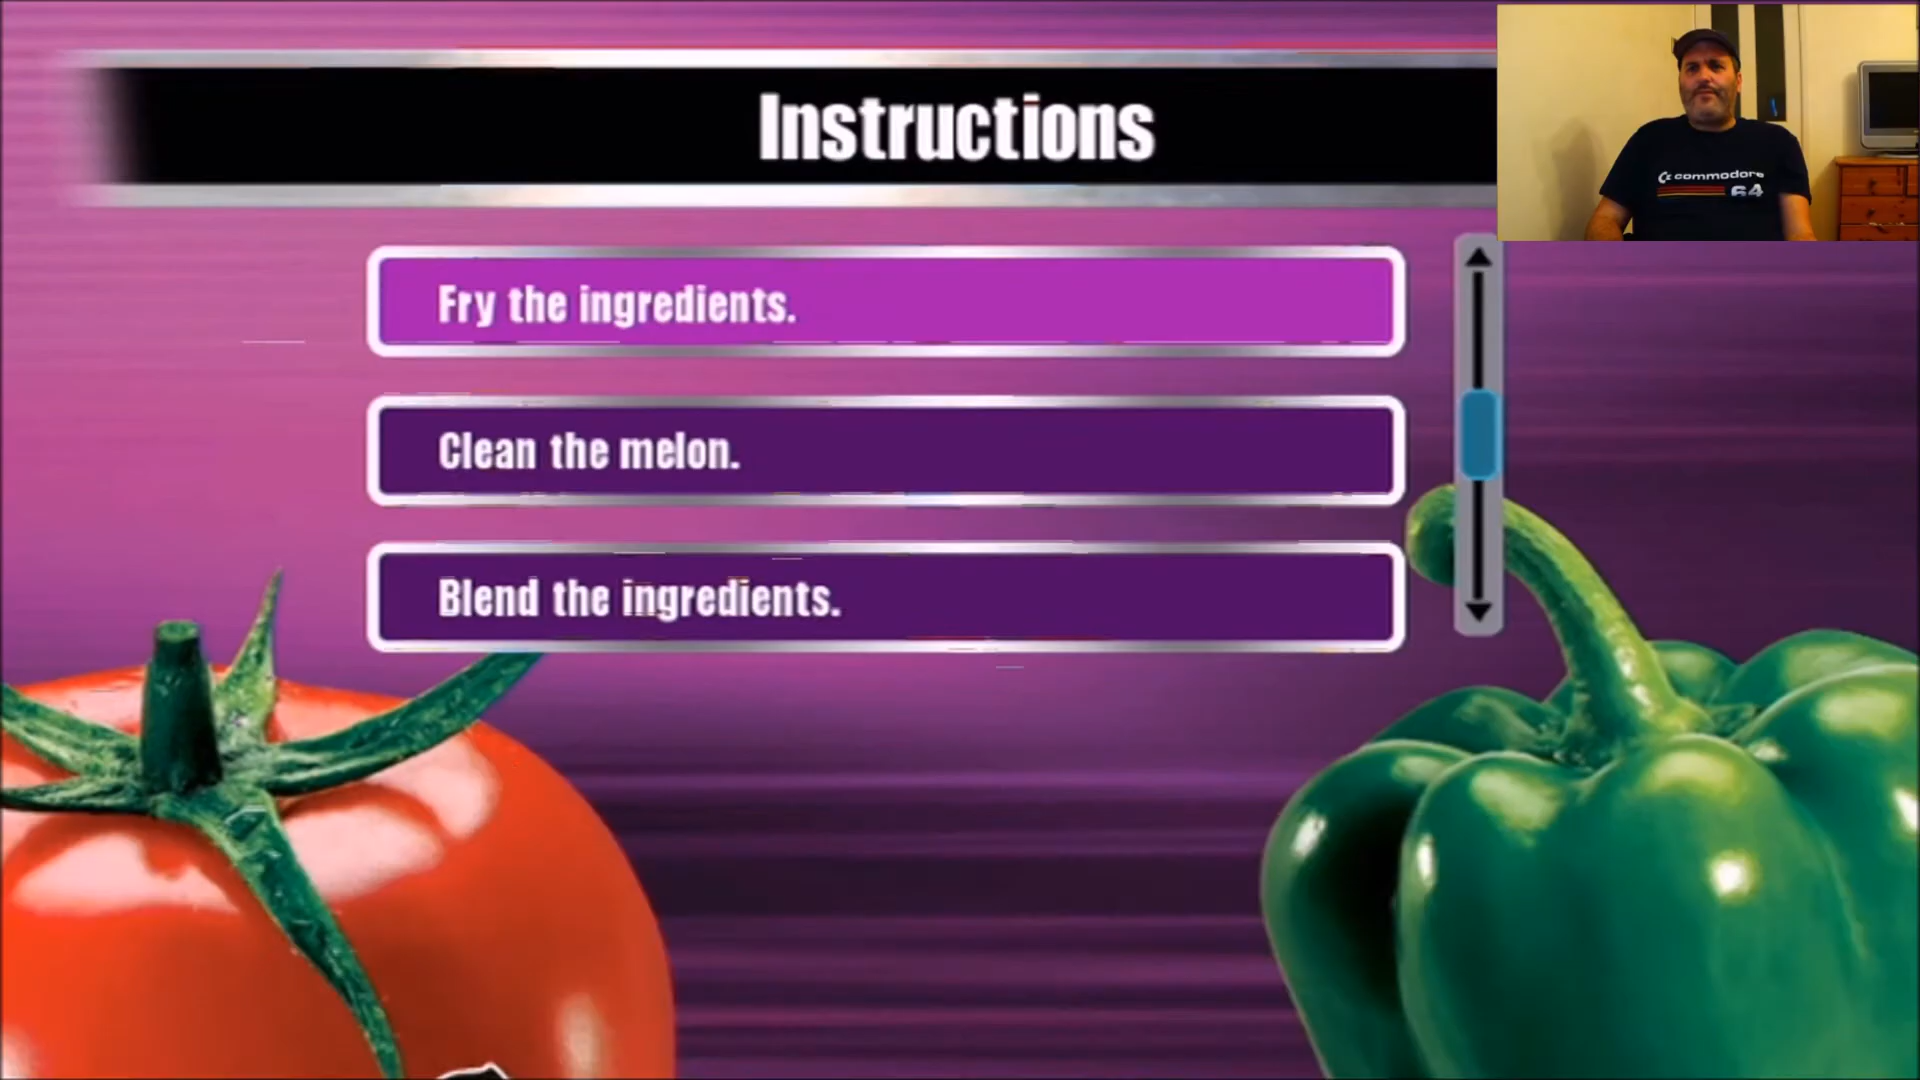 Instructions
commodore
64
Fry the ingredients.
Clean the melon.
Blend the ingredients.